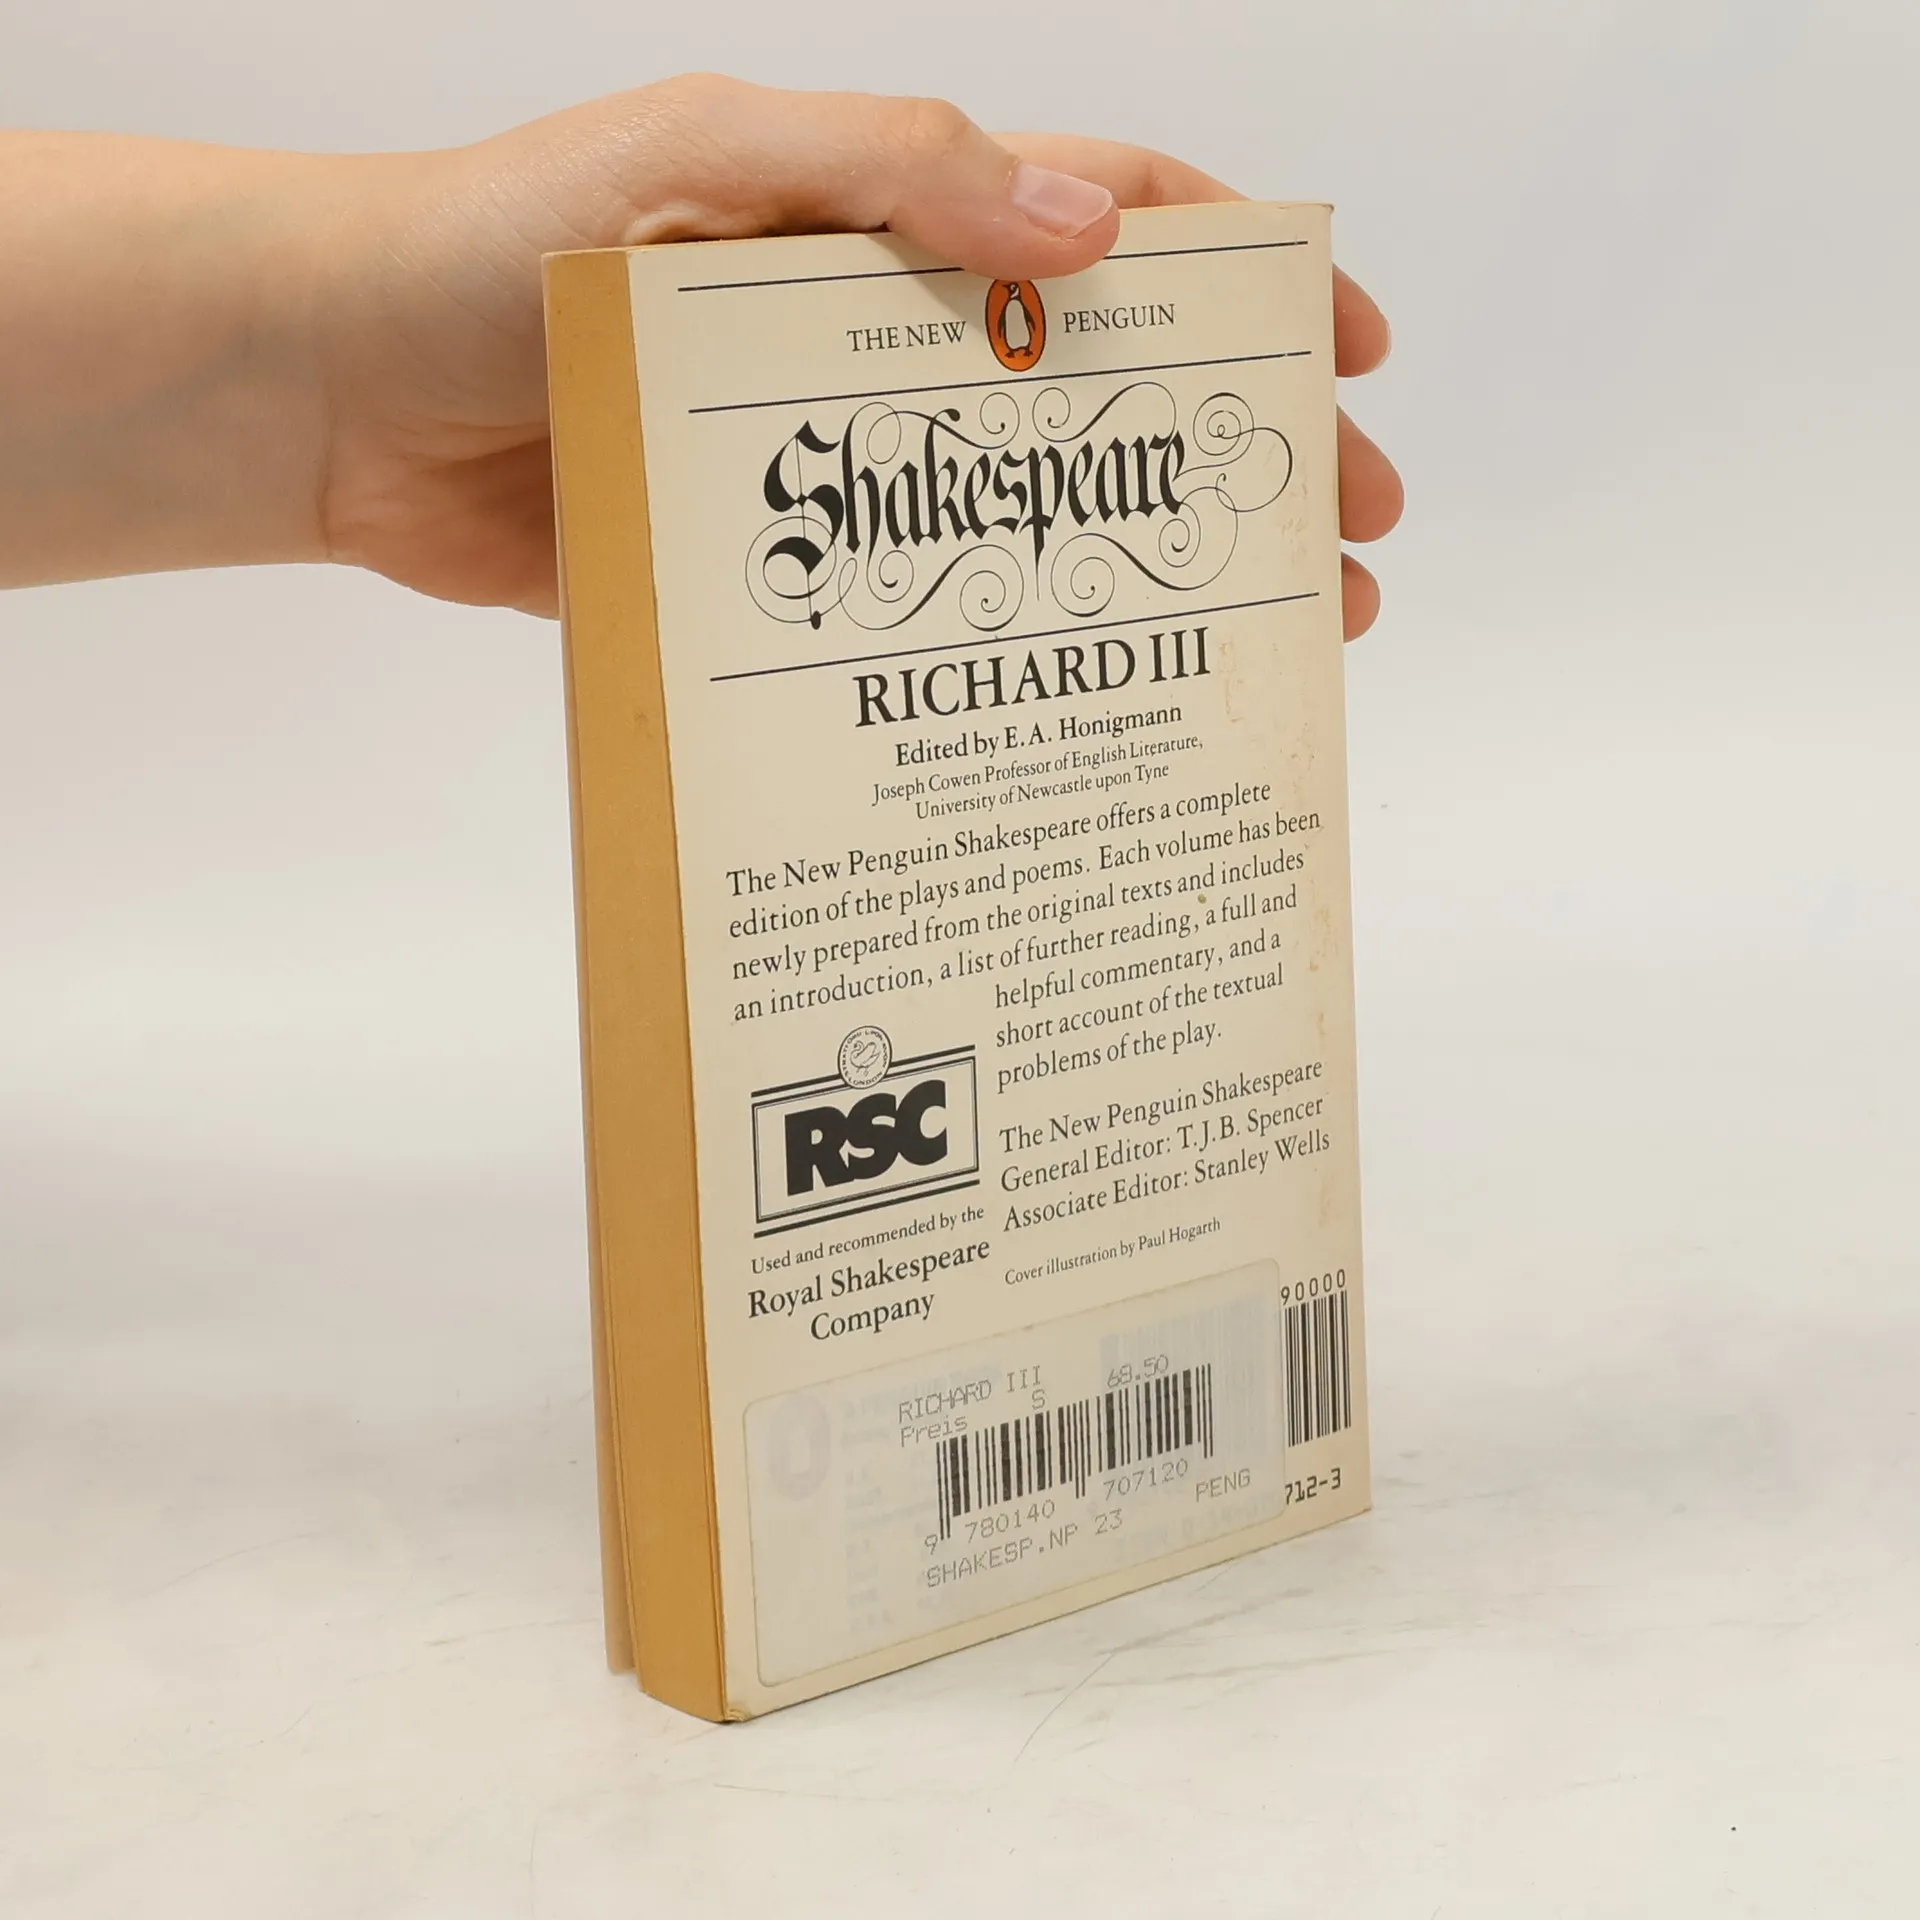 THE NEW PENGUIN
Shakespeare
RICHARD III
Edited by E. A. Honigmann
Joseph Cowen Professor of English Literature,
University of Newcastle upon Tyne
The New Penguin Shakespeare offers a complete
edition of the plays and poems. Each volume has been
newly prepared from the original texts and includes
an introduction, a list of further reading, a full and
helpful commentary, and a
short account of the textual
problems of the play.
RSC
Used and recommended by the
Royal Shakespeare
Company
The New Penguin Shakespeare
General Editor: T.J.B. Spencer
Associate Editor: Stanley Wells
Cover illustration by Paul Hogarth
90000
RICHARD III
Preis S 68.50
9 780140 707120
PENG
SHAKESP.NP 23
712-3